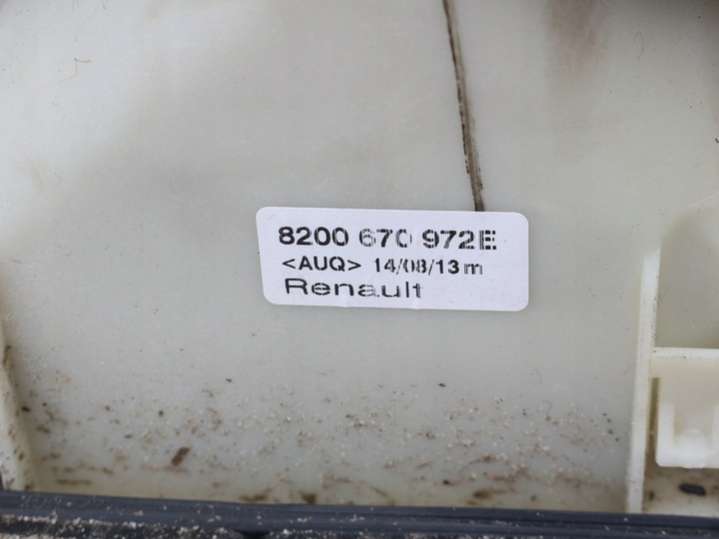 8200 670 972E
<AUQ> 14/08/13 m
Renault